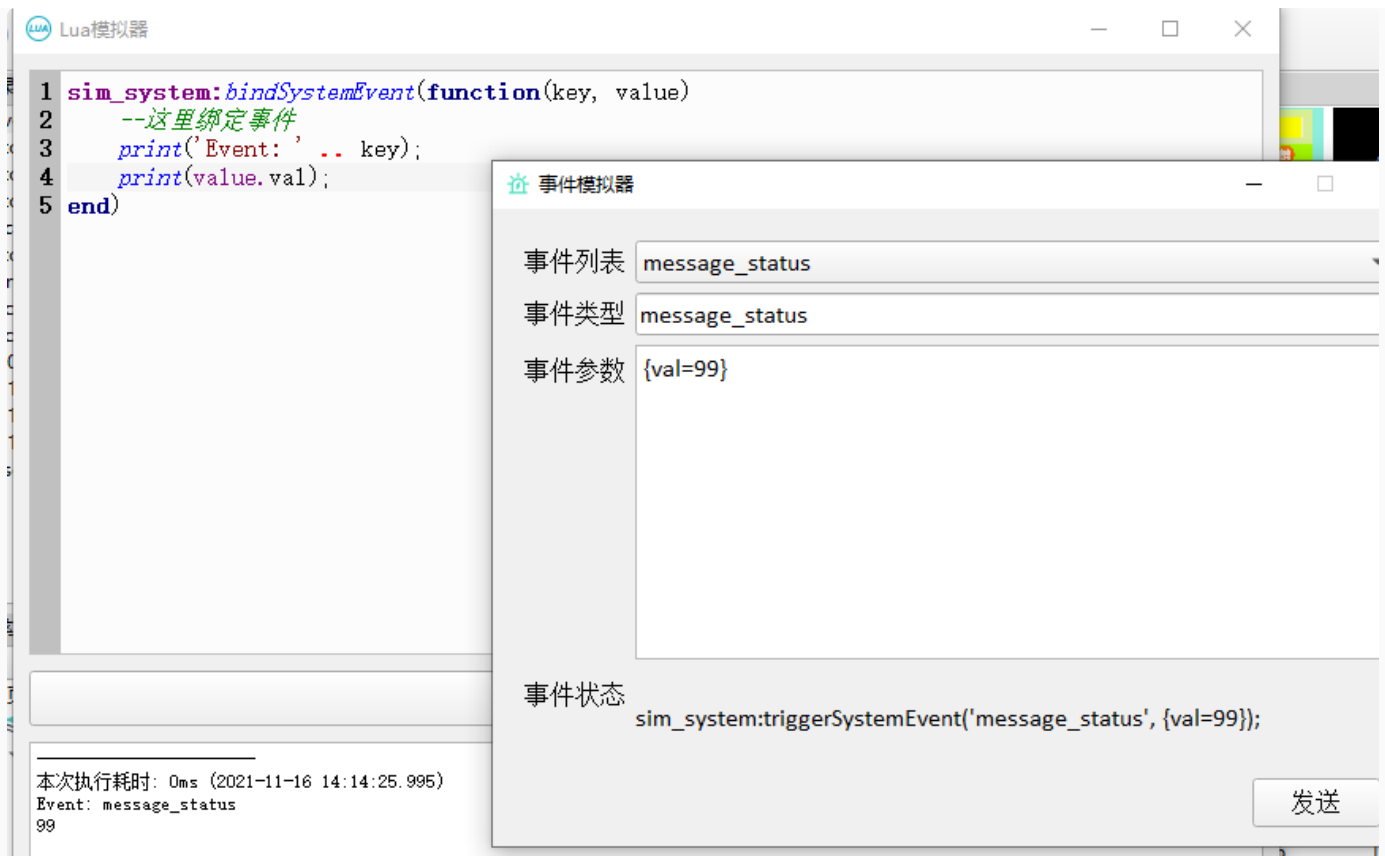 LUA Lua模拟器
1 sim_system:bindSystemEvent(function(key, value)
2 --这里绑定事件
3 print('Event: ' .. key);
4 print(value.val);
5 end)
事件模拟器
事件列表 message_status
事件类型 message_status
事件参数 {val=99}
事件状态
sim_system:triggerSystemEvent('message_status', {val=99});
发送
本次执行耗时: 0ms (2021-11-16 14:14:25.995)
Event: message_status
99